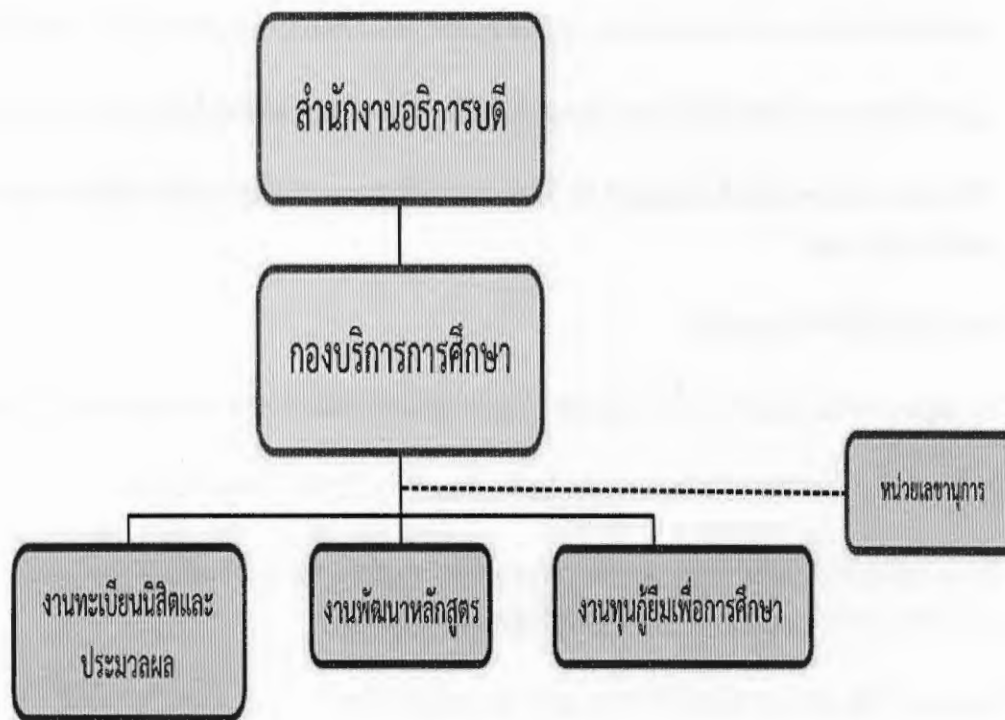 สำนักงานอธิการบดี
กองบริการการศึกษา
หน่วยเลขานุการ
งานทะเบียนนิสิตและ
ประมวลผล
งานพัฒนาหลักสูตร
งานทุนกู้ยืมเพื่อการศึกษา